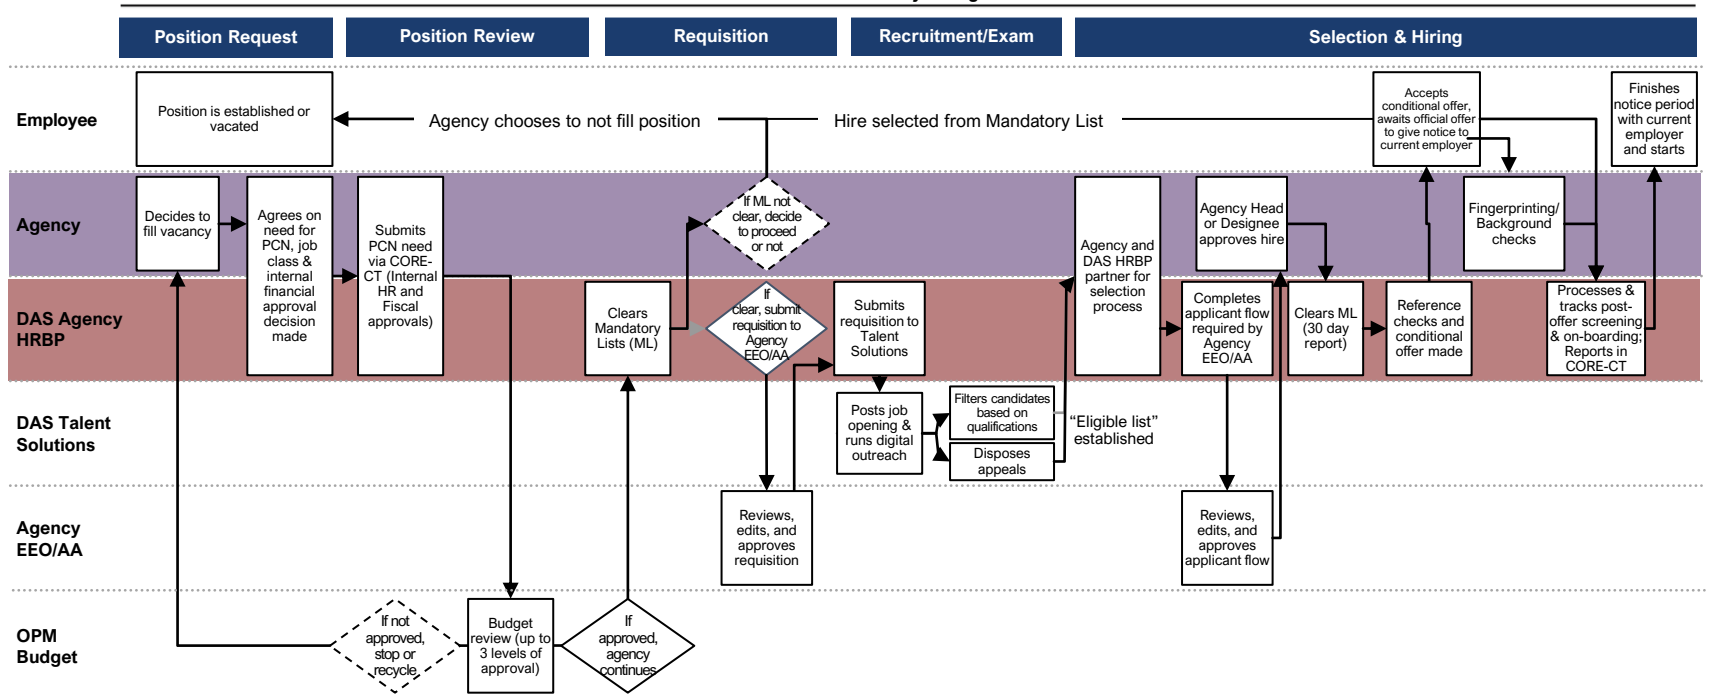 Position Request
Position Review
Requisition
Recruitment/Exam
Selection & Hiring
Employee
Position is established or
vacated
Agency chooses to not fill position
Hire selected from Mandatory List
Accepts
conditional offer,
awaits official offer
to give notice to
current employer
Finishes
notice period
with current
employer
and starts
Agency
Decides to
fill vacancy
Agrees on
need for
PCN, job
class &
internal
financial
approval
decision
made
Submits
PCN need
via CORE-
CT (Internal
HR and
Fiscal
approvals)
If ML not
clear, decide
to proceed
or not
Agency and
DAS HRBP
partner for
selection
process
Agency Head
or Designee
approves hire
Fingerprinting/
Background
checks
DAS Agency
HRBP
Clears
Mandatory
Lists (ML)
If
clear, submit
requisition to
Agency
EEO/AA
Submits
requisition to
Talent
Solutions
Completes
applicant flow
required by
Agency
EEO/AA
Clears ML
(30 day
report)
Reference
checks and
conditional
offer made
Processes &
tracks post-
offer screening
& on-boarding;
Reports in
CORE-CT
DAS Talent
Solutions
Posts job
opening &
runs digital
outreach
Filters candidates
based on
qualifications
Disposes
appeals
“Eligible list”
established
Agency
EEO/AA
Reviews,
edits, and
approves
requisition
Reviews,
edits, and
approves
applicant flow
OPM
Budget
If not
approved,
stop or
recycle
Budget
review (up to
3 levels of
approval)
If
approved,
agency
continues